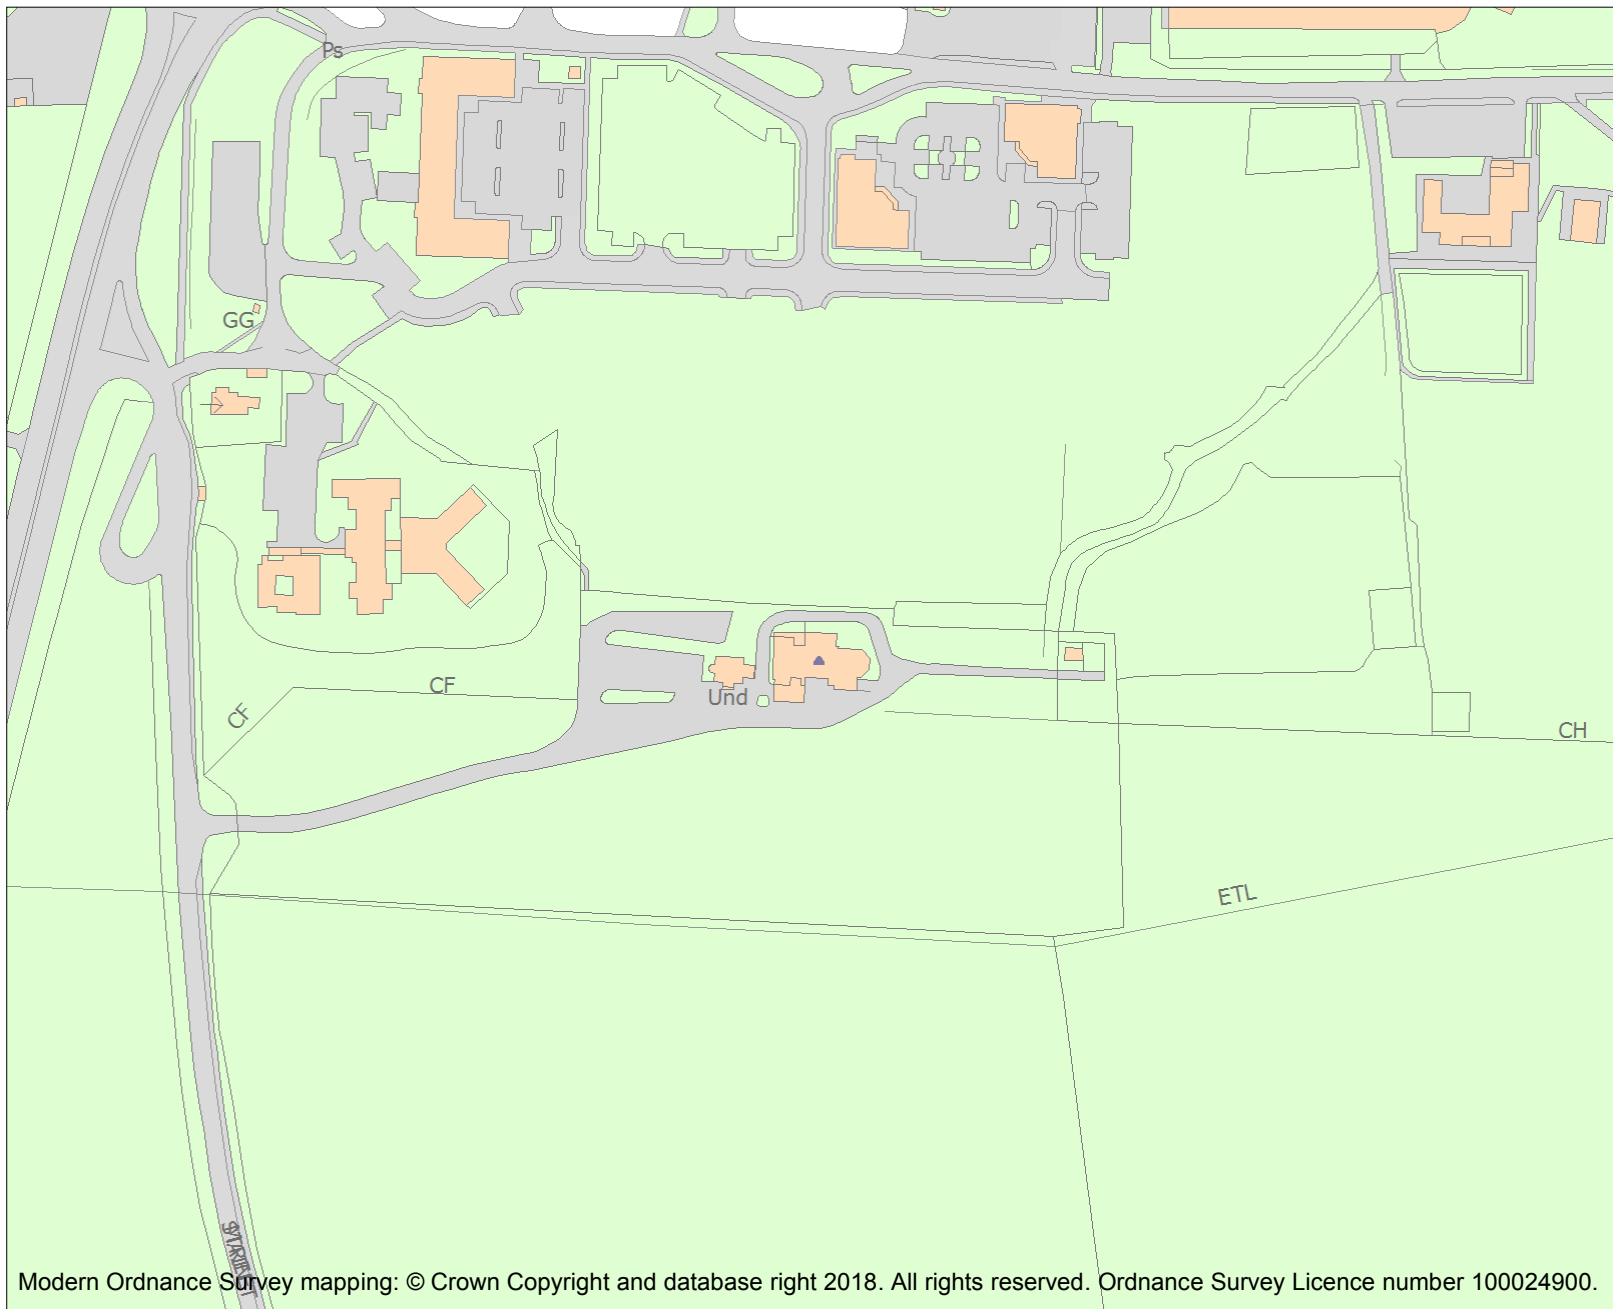 Ps
GG
CF
CF
Und
CH
ETL
Modern Ordnance Survey mapping: © Crown Copyright and database right 2018. All rights reserved. Ordnance Survey Licence number 100024900.